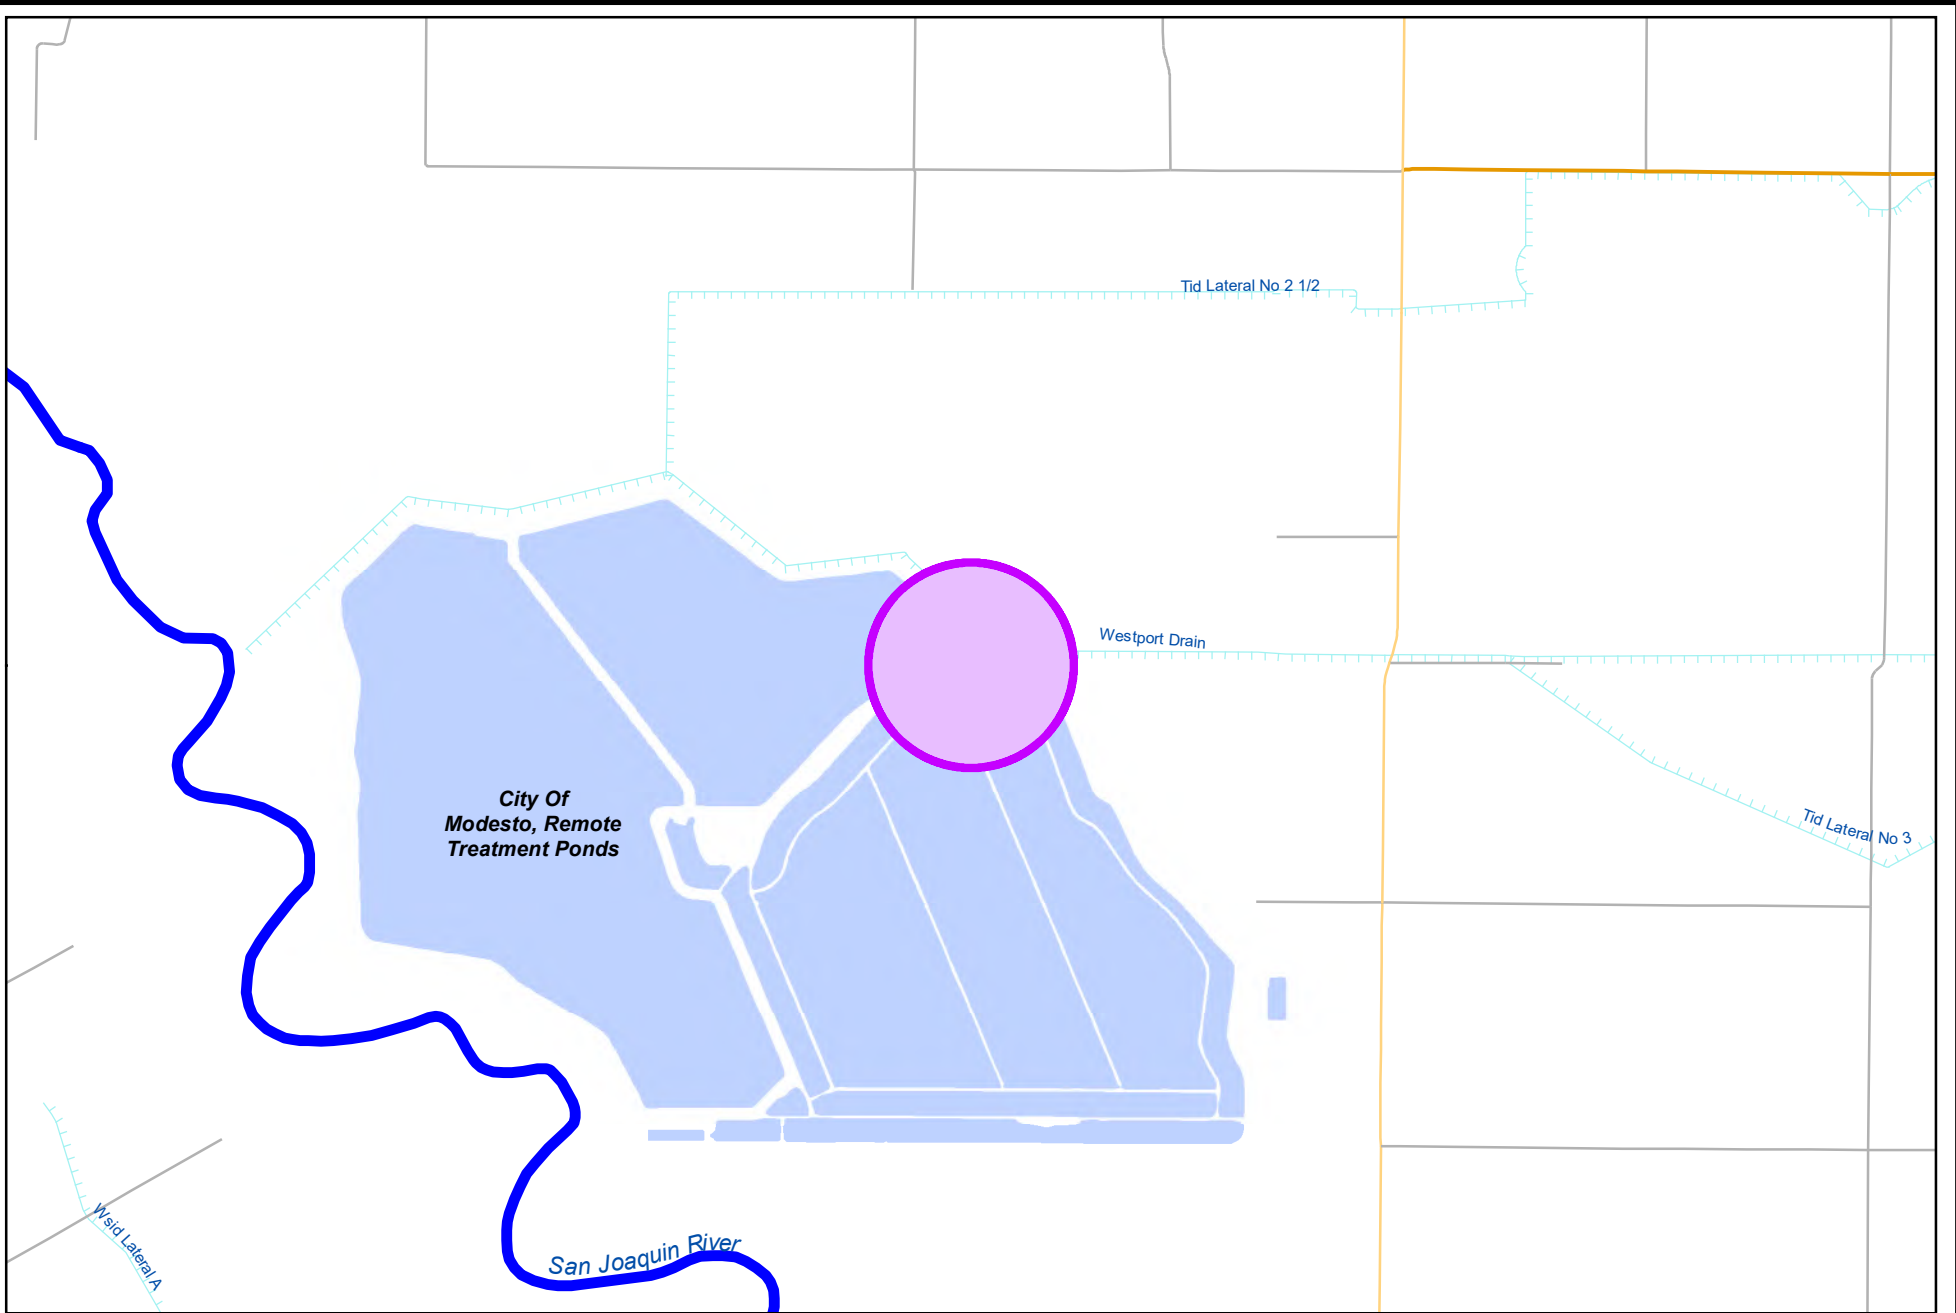 Tid Lateral No 2 1/2
Westport Drain
City Of
Modesto, Remote
Treatment Ponds
Tid Lateral No 3
Wsid Lateral A
San Joaquin River